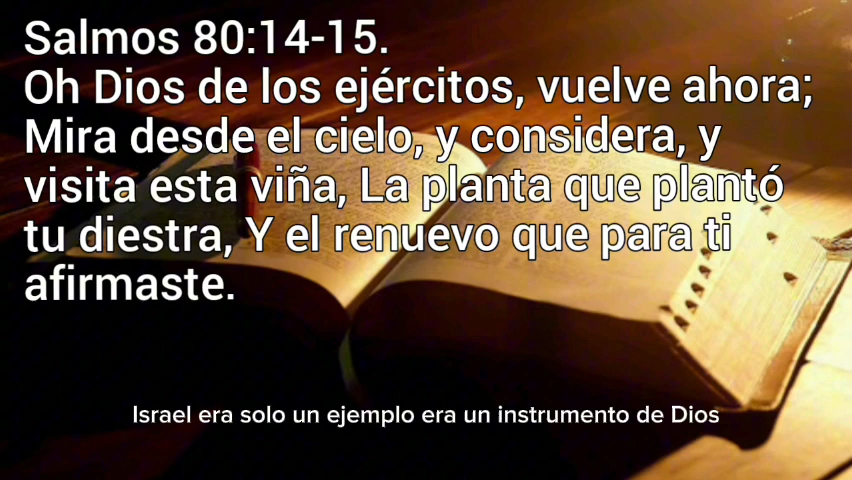 Salmos 80:14-15.
Oh Dios de los ejércitos, vuelve ahora;
Mira desde el cielo, y considera, y
visita esta viña, La planta que plantó
tu diestra, Y el renuevo que para ti
afirmaste.
Israel era solo un ejemplo era un instrumento de Dios